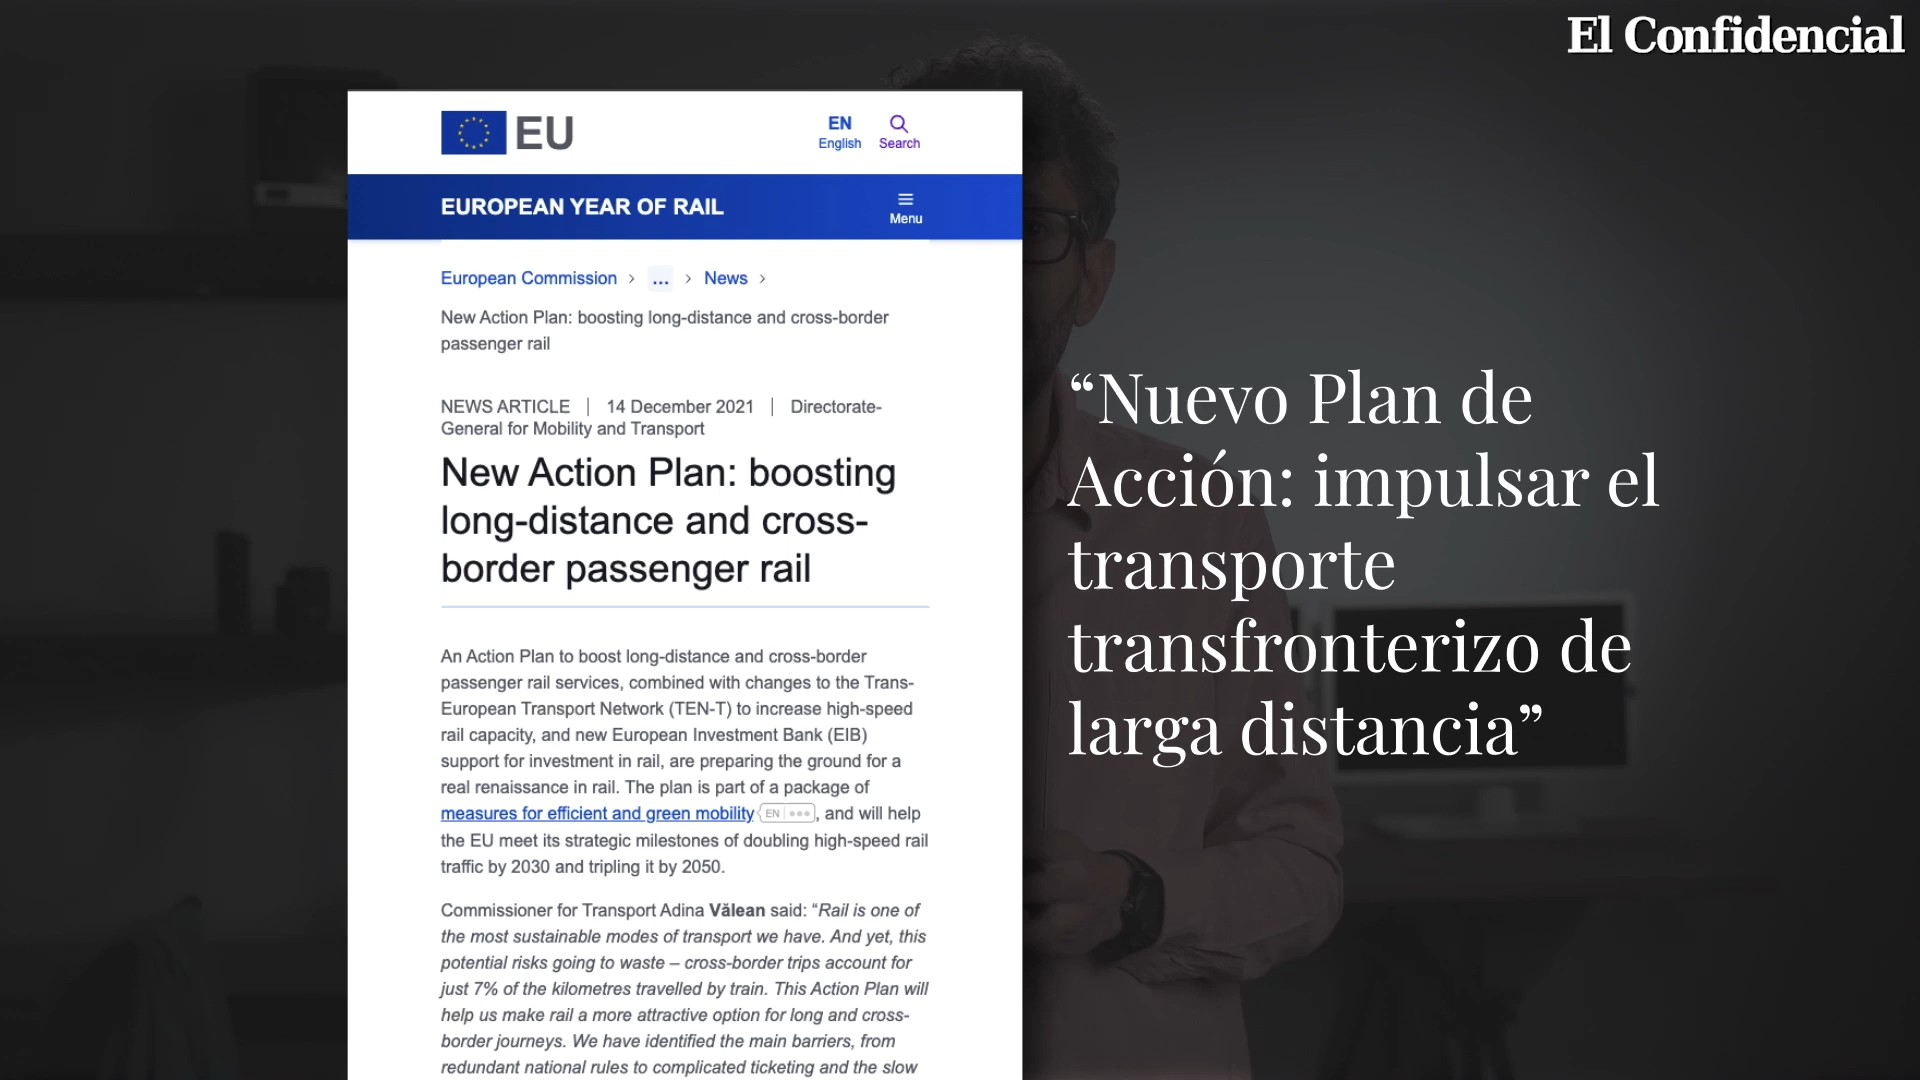 El Confidencial
EU
EN
English
Search
EUROPEAN YEAR OF RAIL
Menu
European Commission > ... > News >
New Action Plan: boosting long-distance and cross-border
passenger rail
NEWS ARTICLE | 14 December 2021 | Directorate-
General for Mobility and Transport
New Action Plan: boosting
long-distance and cross-
border passenger rail
An Action Plan to boost long-distance and cross-border
passenger rail services, combined with changes to the Trans-
European Transport Network (TEN-T) to increase high-speed
rail capacity, and new European Investment Bank (EIB)
support for investment in rail, are preparing the ground for a
real renaissance in rail. The plan is part of a package of
measures for efficient and green mobility EN •••, and will help
the EU meet its strategic milestones of doubling high-speed rail
traffic by 2030 and tripling it by 2050.
Commissioner for Transport Adina Vălean said: “Rail is one of
the most sustainable modes of transport we have. And yet, this
potential risks going to waste – cross-border trips account for
just 7% of the kilometres travelled by train. This Action Plan will
help us make rail a more attractive option for long and cross-
border journeys. We have identified the main barriers, from
redundant national rules to complicated ticketing and the slow
“Nuevo Plan de
Acción: impulsar el
transporte
transfronterizo de
larga distancia”